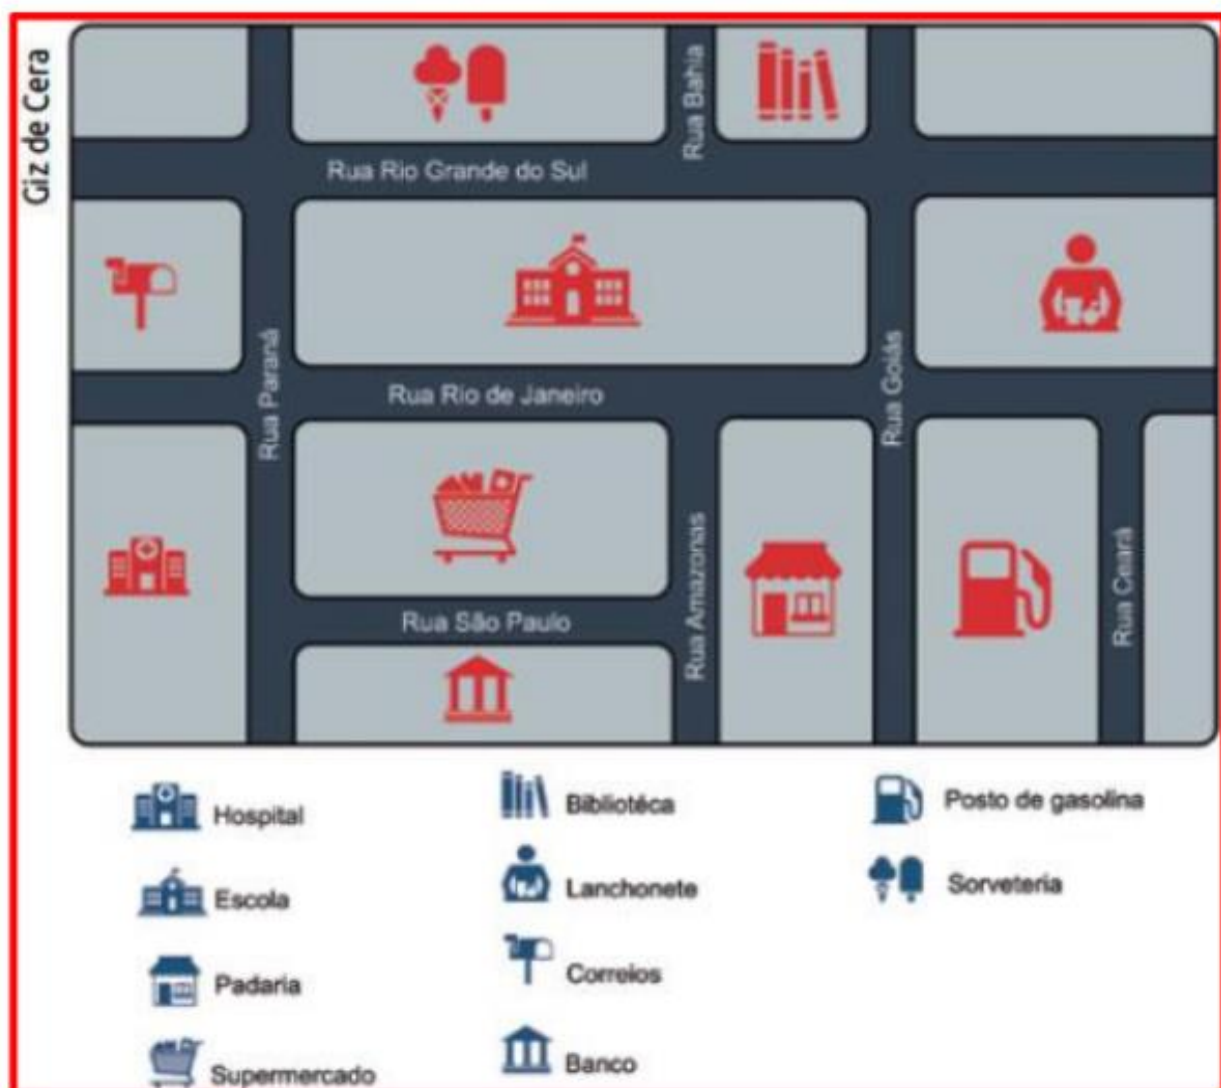 Giz de Cera
Rua Bahia
Rua Rio Grande do Sul
Rua Paraná
Rua Rio de Janeiro
Rua Goiás
Rua São Paulo
Rua Amazonas
Rua Ceará
Hospital
Bibliotéca
Posto de gasolina
Escola
Lanchonete
Sorveteria
Padaria
Correios
Supermercado
Banco